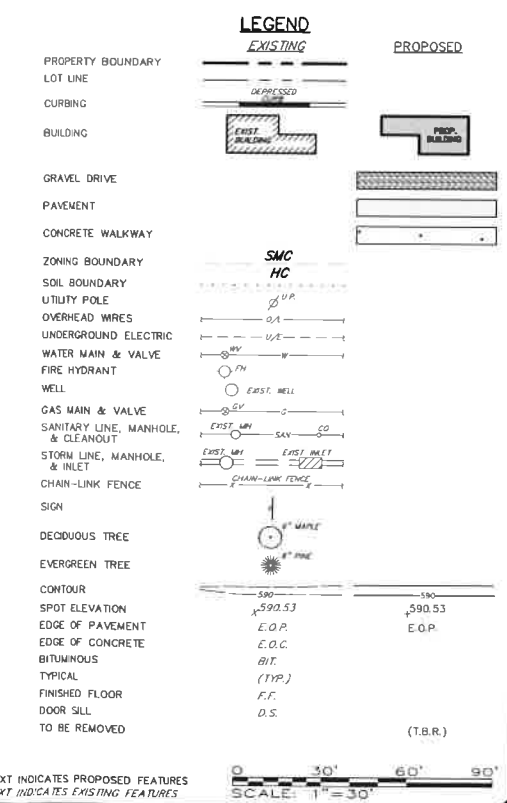 LEGEND
EXISTING PROPOSED
PROPERTY BOUNDARY
LOT LINE
DEPRESSED
CURBING
BUILDING EXIST. BUILDING PROP. BUILDING
GRAVEL DRIVE
PAVEMENT
CONCRETE WALKWAY
ZONING BOUNDARY SMC
HC
SOIL BOUNDARY
UTILITY POLE U.P.
OVERHEAD WIRES
UNDERGROUND ELECTRIC U/E
WATER MAIN & VALVE WV W
FIRE HYDRANT FH
WELL EXIST. WELL
GAS MAIN & VALVE GV G
SANITARY LINE, MANHOLE, & CLEANOUT EXIST. MH SAN CO
STORM LINE, MANHOLE, & INLET EXIST. MH EXIST INLET
CHAIN-LINK FENCE CHAIN-LINK FENCE
X X
SIGN
DECIDUOUS TREE MAPLE
EVERGREEN TREE PINE
CONTOUR 590 590
SPOT ELEVATION x590.53 +590.53
EDGE OF PAVEMENT E.O.P. E.O.P.
EDGE OF CONCRETE E.O.C.
BITUMINOUS BIT.
TYPICAL (TYP.)
FINISHED FLOOR F.F.
DOOR SILL D.S.
TO BE REMOVED (T.B.R.)
XT INDICATES PROPOSED FEATURES
XT INDICATES EXISTING FEATURES
0 30' 60' 90'
SCALE: 1"=30'